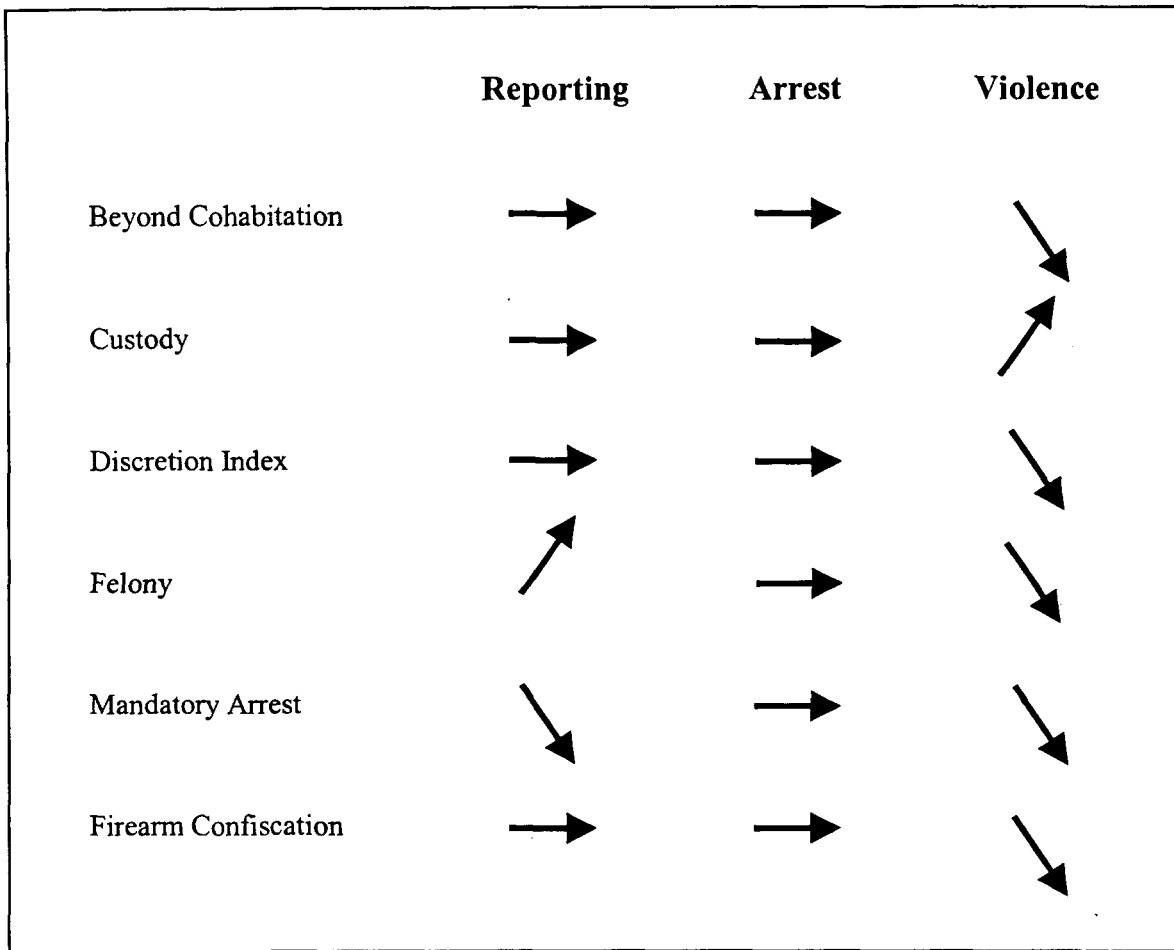 Reporting Arrest Violence
Beyond Cohabitation
Custody
Discretion Index
Felony
Mandatory Arrest
Firearm Confiscation